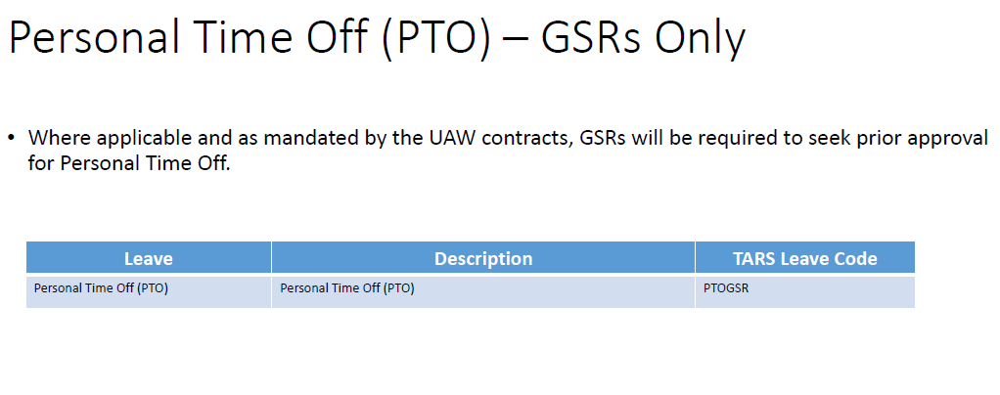 Personal Time Off (PTO) – GSRs Only
• Where applicable and as mandated by the UAW contracts, GSRs will be required to seek prior approval
for Personal Time Off.
Leave Description TARS Leave Code
Personal Time Off (PTO) Personal Time Off (PTO) PTOGSR